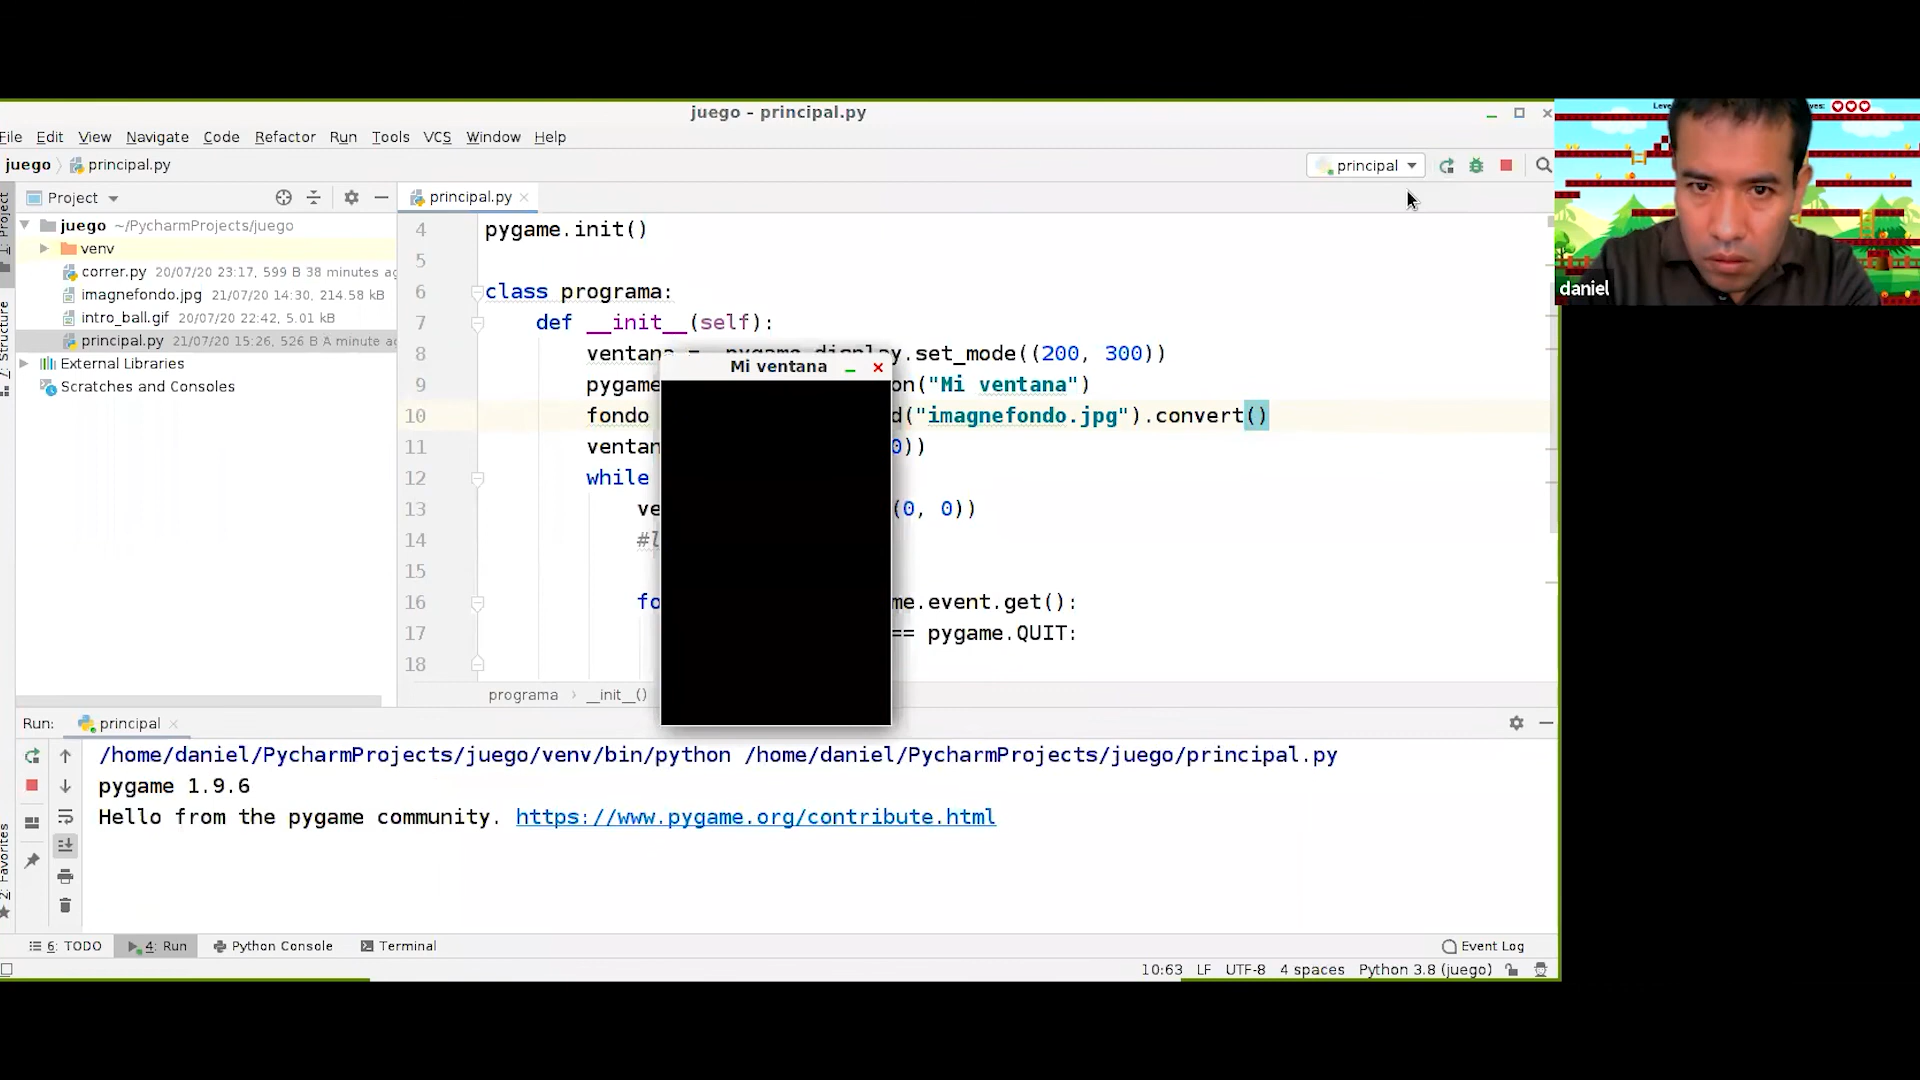 juego – principal.py
File Edit View Navigate Code Refactor Run Tools VCS Window Help
juego principal.py
principal
Project
principal.py
1: Project
7: Structure
2: Favorites
juego ~/PycharmProjects/juego
venv
correr.py 20/07/20 23:17, 599 B 38 minutes ag
imagnefondo.jpg 21/07/20 14:30, 214.58 kB
intro_ball.gif 20/07/20 22:42, 5.01 kB
principal.py 21/07/20 15:26, 526 B A minute ag
External Libraries
Scratches and Consoles
4 pygame.init()
5
6 class programa:
7 def __init__(self):
8 ventana = pygame.display.set_mode((200, 300))
9 pygame on("Mi ventana")
10 fondo d("imagnefondo.jpg").convert()
11 ventan 0))
12 while
13 ve (0, 0))
14 #l
15
16 fo me.event.get():
17 == pygame.QUIT:
18
Mi ventana
programa › __init__()
Run: principal
/home/daniel/PycharmProjects/juego/venv/bin/python /home/daniel/PycharmProjects/juego/principal.py
pygame 1.9.6
Hello from the pygame community. https://www.pygame.org/contribute.html
6: TODO 4: Run Python Console Terminal Event Log
10:63 LF UTF-8 4 spaces Python 3.8 (juego)
daniel